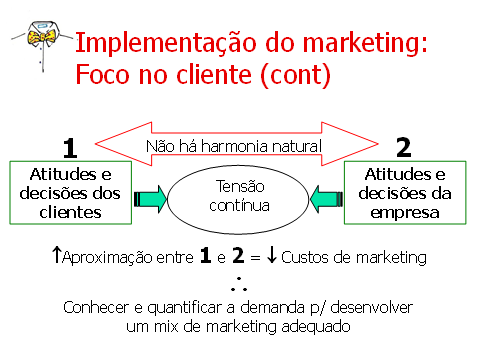 Implementação do marketing:
Foco no cliente (cont)
Não há harmonia natural
1
2
Atitudes e
decisões dos
clientes
Tensão
contínua
Atitudes e
decisões da
empresa
↑Aproximação entre 1 e 2 = ↓ Custos de marketing
∴
Conhecer e quantificar a demanda p/ desenvolver
um mix de marketing adequado